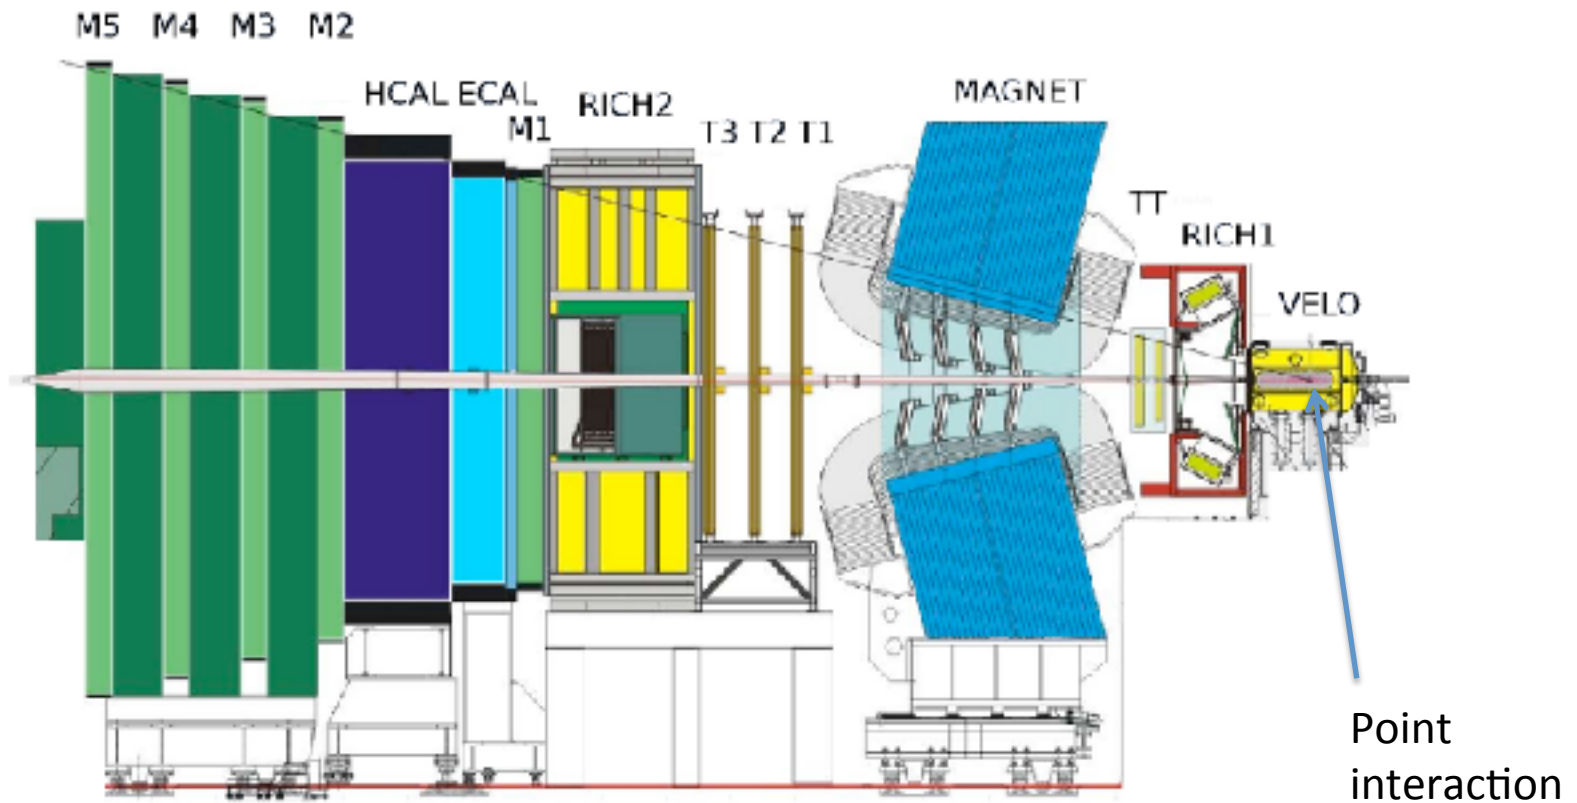 M5 M4 M3 M2
HCAL ECAL
M1
RICH2
T3 T2 T1
MAGNET
TT
RICH1
VELO
Point
interaction